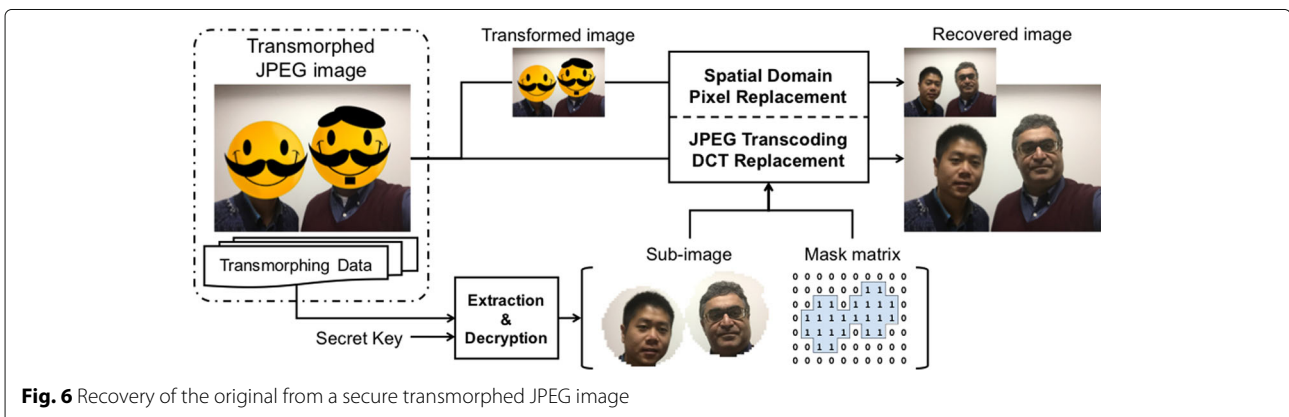 Transmorphed
JPEG image
Transformed image
Recovered image
Spatial Domain
Pixel Replacement
JPEG Transcoding
DCT Replacement
Transmorphing Data
Secret Key
Extraction
&
Decryption
Sub-image
Mask matrix
Fig. 6 Recovery of the original from a secure transmorphed JPEG image